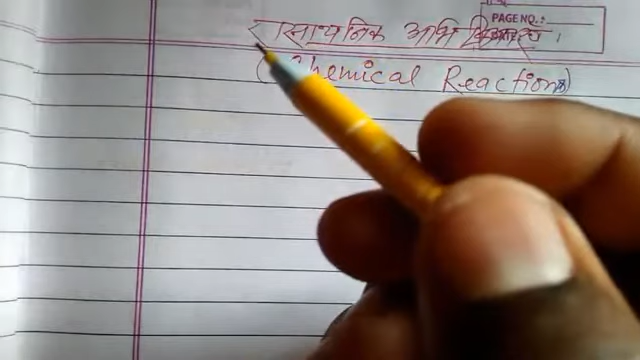 PAGE NO.:
रासायनिक अभिक्रियाएं
(Chemical Reactions)